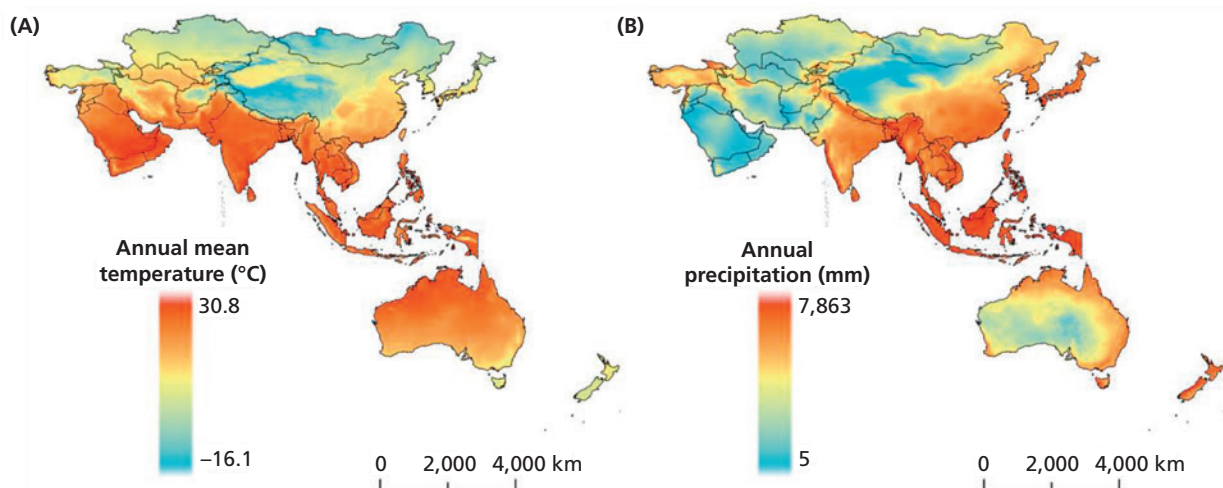 (A)
Annual mean
temperature (°C)
30.8
–16.1
0 2,000 4,000 km
(B)
Annual
precipitation (mm)
7,863
5
0 2,000 4,000 km